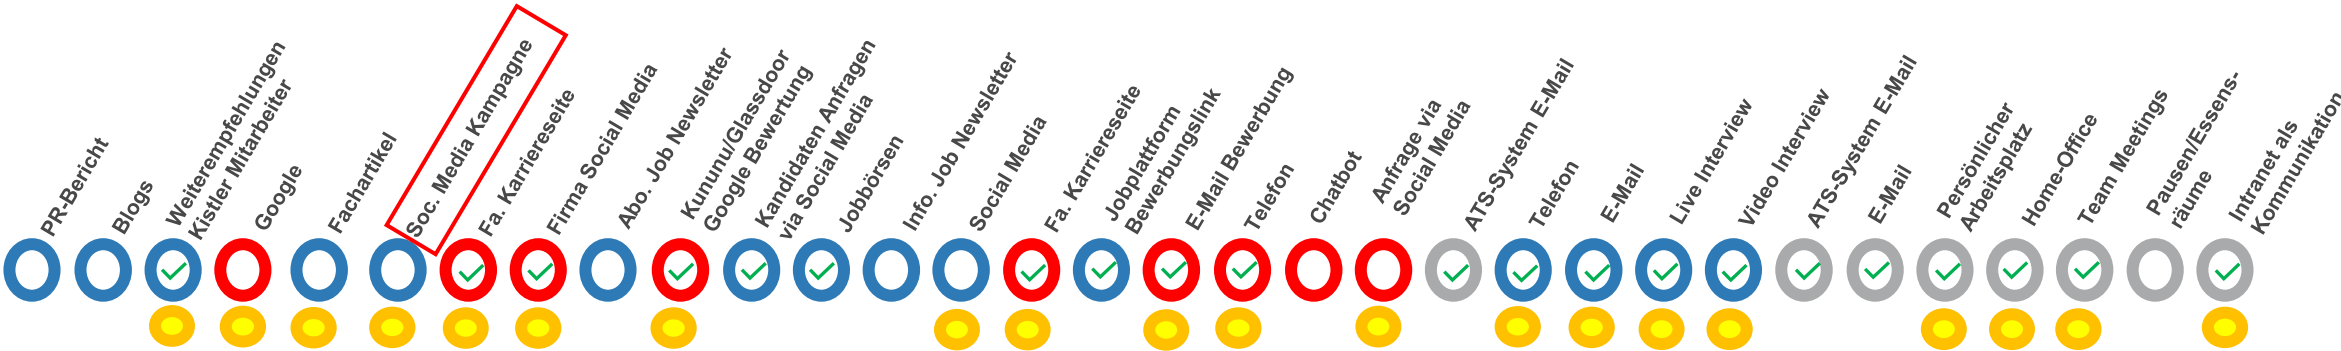 PR-Bericht
Blogs
Weiterempfehlungen
Kistler Mitarbeiter
Google
Fachartikel
Soc. Media Kampagne
Fa. Karriereseite
Firma Social Media
Abo. Job Newsletter
Kununu/Glassdoor
Google Bewertung
Kandidaten Anfragen
via Social Media
Jobbörsen
Info. Job Newsletter
Social Media
Fa. Karriereseite
Jobplattform
Bewerbungslink
E-Mail Bewerbung
Telefon
Chatbot
Anfrage via
Social Media
ATS-System E-Mail
Telefon
E-Mail
Live Interview
Video Interview
ATS-System E-Mail
E-Mail
Persönlicher
Arbeitsplatz
Home-Office
Team Meetings
Pausen/Essens-
räume
Intranet als
Kommunikation